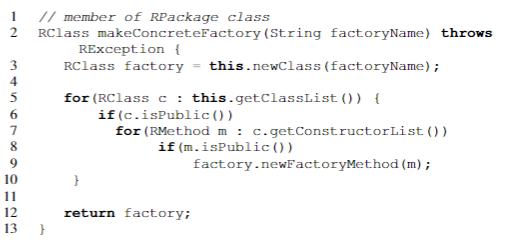 1 // member of RPackage class
2 RClass makeConcreteFactory(String factoryName) throws
RException {
3 RClass factory = this.newClass(factoryName);
4
5 for(RClass c : this.getClassList()) {
6 if(c.isPublic())
7 for(RMethod m : c.getConstructorList())
8 if(m.isPublic())
9 factory.newFactoryMethod(m);
10 }
11
12 return factory;
13 }